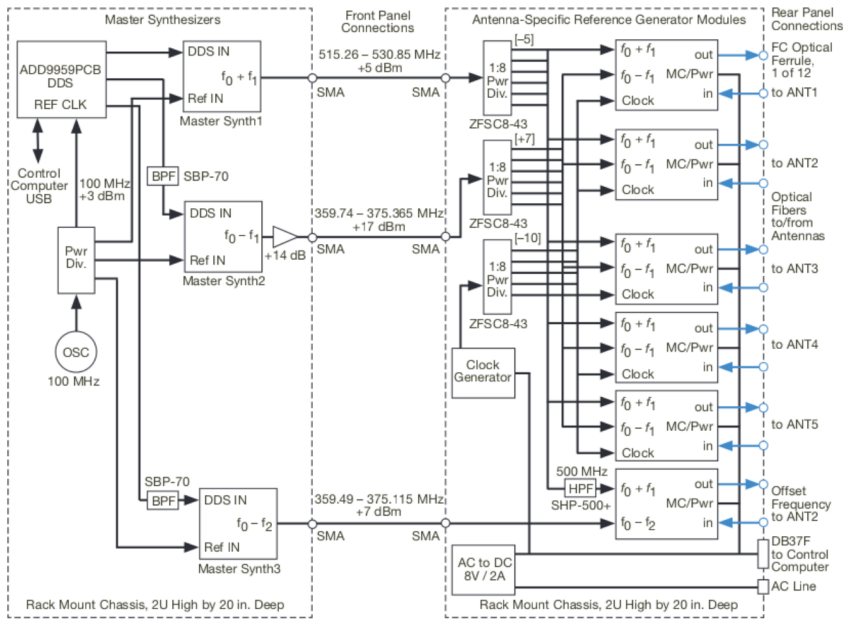 Master Synthesizers
Front Panel
Connections
Antenna-Specific Reference Generator Modules
Rear Panel
Connections
ADD9959PCB
DDS
REF CLK
Control
Computer
USB
100 MHz
+3 dBm
Pwr
Div.
OSC
100 MHz
BPF
SBP-70
SBP-70
BPF
DDS IN
f0 + f1
Ref IN
Master Synth1
DDS IN
f0 – f1
Ref IN
Master Synth2
+14 dB
DDS IN
f0 – f2
Ref IN
Master Synth3
515.26 – 530.85 MHz
+5 dBm
SMA
SMA
359.74 – 375.365 MHz
+17 dBm
SMA
SMA
359.49 – 375.115 MHz
+7 dBm
SMA
SMA
[–5]
1:8
Pwr
Div.
ZFSC8-43
[+7]
1:8
Pwr
Div.
ZFSC8-43
[–10]
1:8
Pwr
Div.
ZFSC8-43
Clock
Generator
AC to DC
8V / 2A
f0 + f1
out
f0 – f1
MC/Pwr
Clock
in
f0 + f1
out
f0 – f1
MC/Pwr
Clock
in
f0 + f1
out
f0 – f1
MC/Pwr
Clock
in
f0 + f1
out
f0 – f1
MC/Pwr
Clock
in
f0 + f1
out
f0 – f1
MC/Pwr
Clock
in
500 MHz
HPF
SHP-500+
f0 + f1
out
MC/Pwr
f0 – f2
in
FC Optical
Ferrule,
1 of 12
to ANT1
to ANT2
Optical
Fibers
to/from
Antennas
to ANT3
to ANT4
to ANT5
Offset
Frequency
to ANT2
DB37F
to Control
Computer
AC Line
Rack Mount Chassis, 2U High by 20 in. Deep
Rack Mount Chassis, 2U High by 20 in. Deep